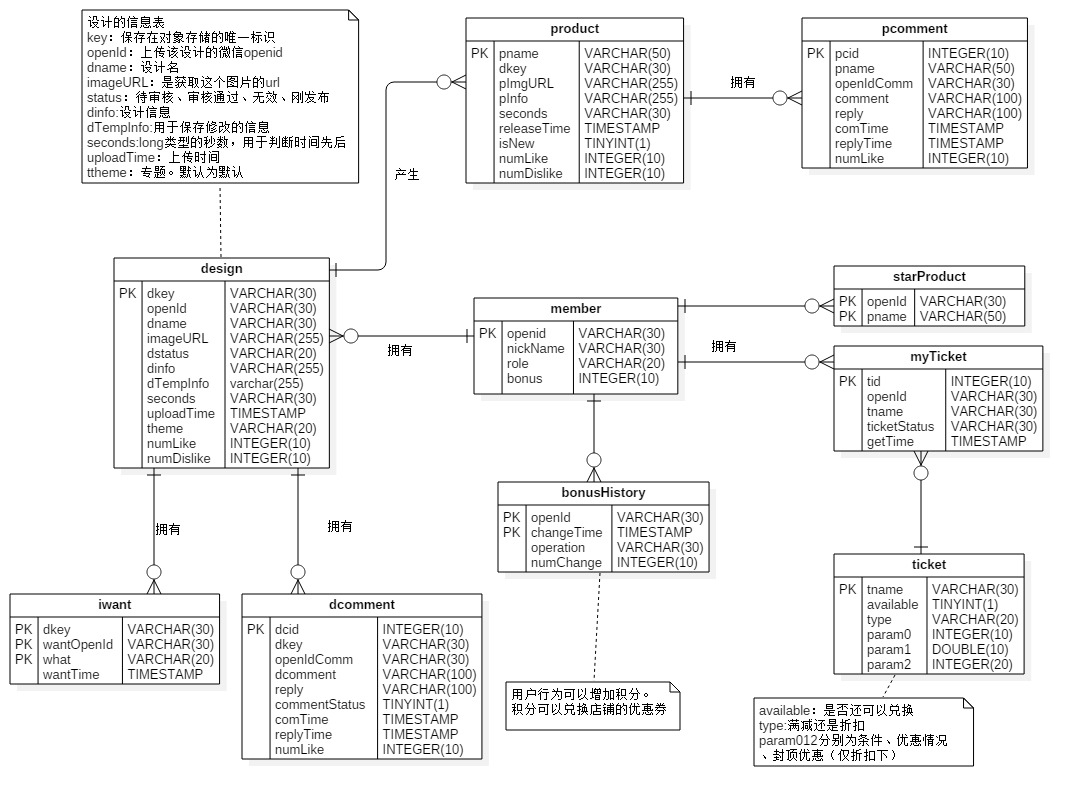 设计的信息表
key：保存在对象存储的唯一标识
openId：上传该设计的微信openid
dname：设计名
imageURL：是获取这个图片的url
status：待审核、审核通过、无效、刚发布
dinfo:设计信息
dTempInfo:用于保存修改的信息
seconds:long类型的秒数，用于判断时间先后
uploadTime：上传时间
ttheme：专题。默认为默认
product
PK pname VARCHAR(50)
dkey VARCHAR(30)
pImgURL VARCHAR(255)
pInfo VARCHAR(255)
seconds VARCHAR(30)
releaseTime TIMESTAMP
isNew TINYINT(1)
numLike INTEGER(10)
numDislike INTEGER(10)
拥有
pcomment
PK pcid INTEGER(10)
pname VARCHAR(50)
openIdComm VARCHAR(30)
comment VARCHAR(100)
reply VARCHAR(100)
comTime TIMESTAMP
replyTime TIMESTAMP
numLike INTEGER(10)
产生
design
PK dkey VARCHAR(30)
openId VARCHAR(30)
dname VARCHAR(30)
imageURL VARCHAR(255)
dstatus VARCHAR(20)
dinfo VARCHAR(255)
dTempInfo varchar(255)
seconds VARCHAR(30)
uploadTime TIMESTAMP
theme VARCHAR(20)
numLike INTEGER(10)
numDislike INTEGER(10)
拥有
member
PK openid VARCHAR(30)
nickName VARCHAR(30)
role VARCHAR(20)
bonus INTEGER(10)
starProduct
PK openId VARCHAR(30)
PK pname VARCHAR(50)
拥有
myTicket
PK tid INTEGER(10)
openId VARCHAR(30)
tname VARCHAR(30)
ticketStatus VARCHAR(30)
getTime TIMESTAMP
bonusHistory
PK openId VARCHAR(30)
PK changeTime TIMESTAMP
operation VARCHAR(30)
numChange INTEGER(10)
拥有
拥有
iwant
PK dkey VARCHAR(30)
PK wantOpenId VARCHAR(30)
PK what VARCHAR(20)
wantTime TIMESTAMP
dcomment
PK dcid INTEGER(10)
dkey VARCHAR(30)
openIdComm VARCHAR(30)
dcomment VARCHAR(100)
reply VARCHAR(100)
commentStatus TINYINT(1)
comTime TIMESTAMP
replyTime TIMESTAMP
numLike INTEGER(10)
ticket
PK tname VARCHAR(30)
available TINYINT(1)
type VARCHAR(20)
param0 INTEGER(10)
param1 DOUBLE(10)
param2 INTEGER(20)
用户行为可以增加积分。
积分可以兑换店铺的优惠券
available：是否还可以兑换
type:满减还是折扣
param012分别为条件、优惠情况
、封顶优惠（仅折扣下）